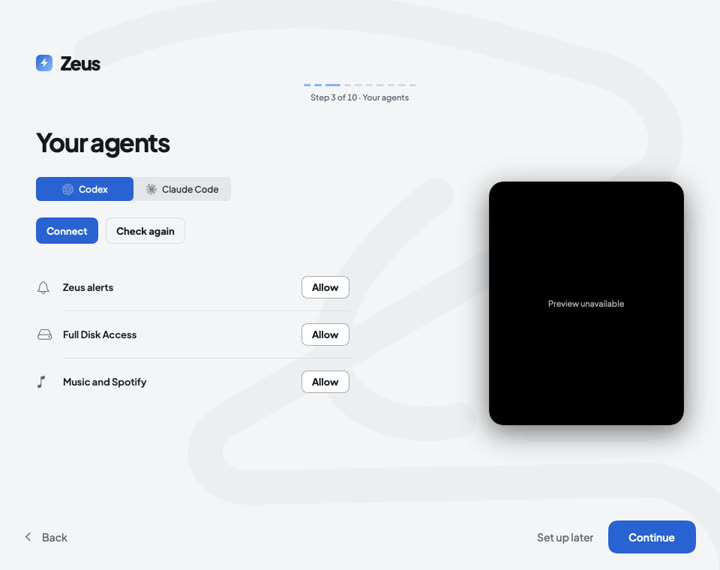 Zeus
Step 3 of 10 · Your agents
Your agents
Codex
Claude Code
Connect
Check again
Zeus alerts
Allow
Full Disk Access
Allow
Music and Spotify
Allow
Preview unavailable
Back
Set up later
Continue